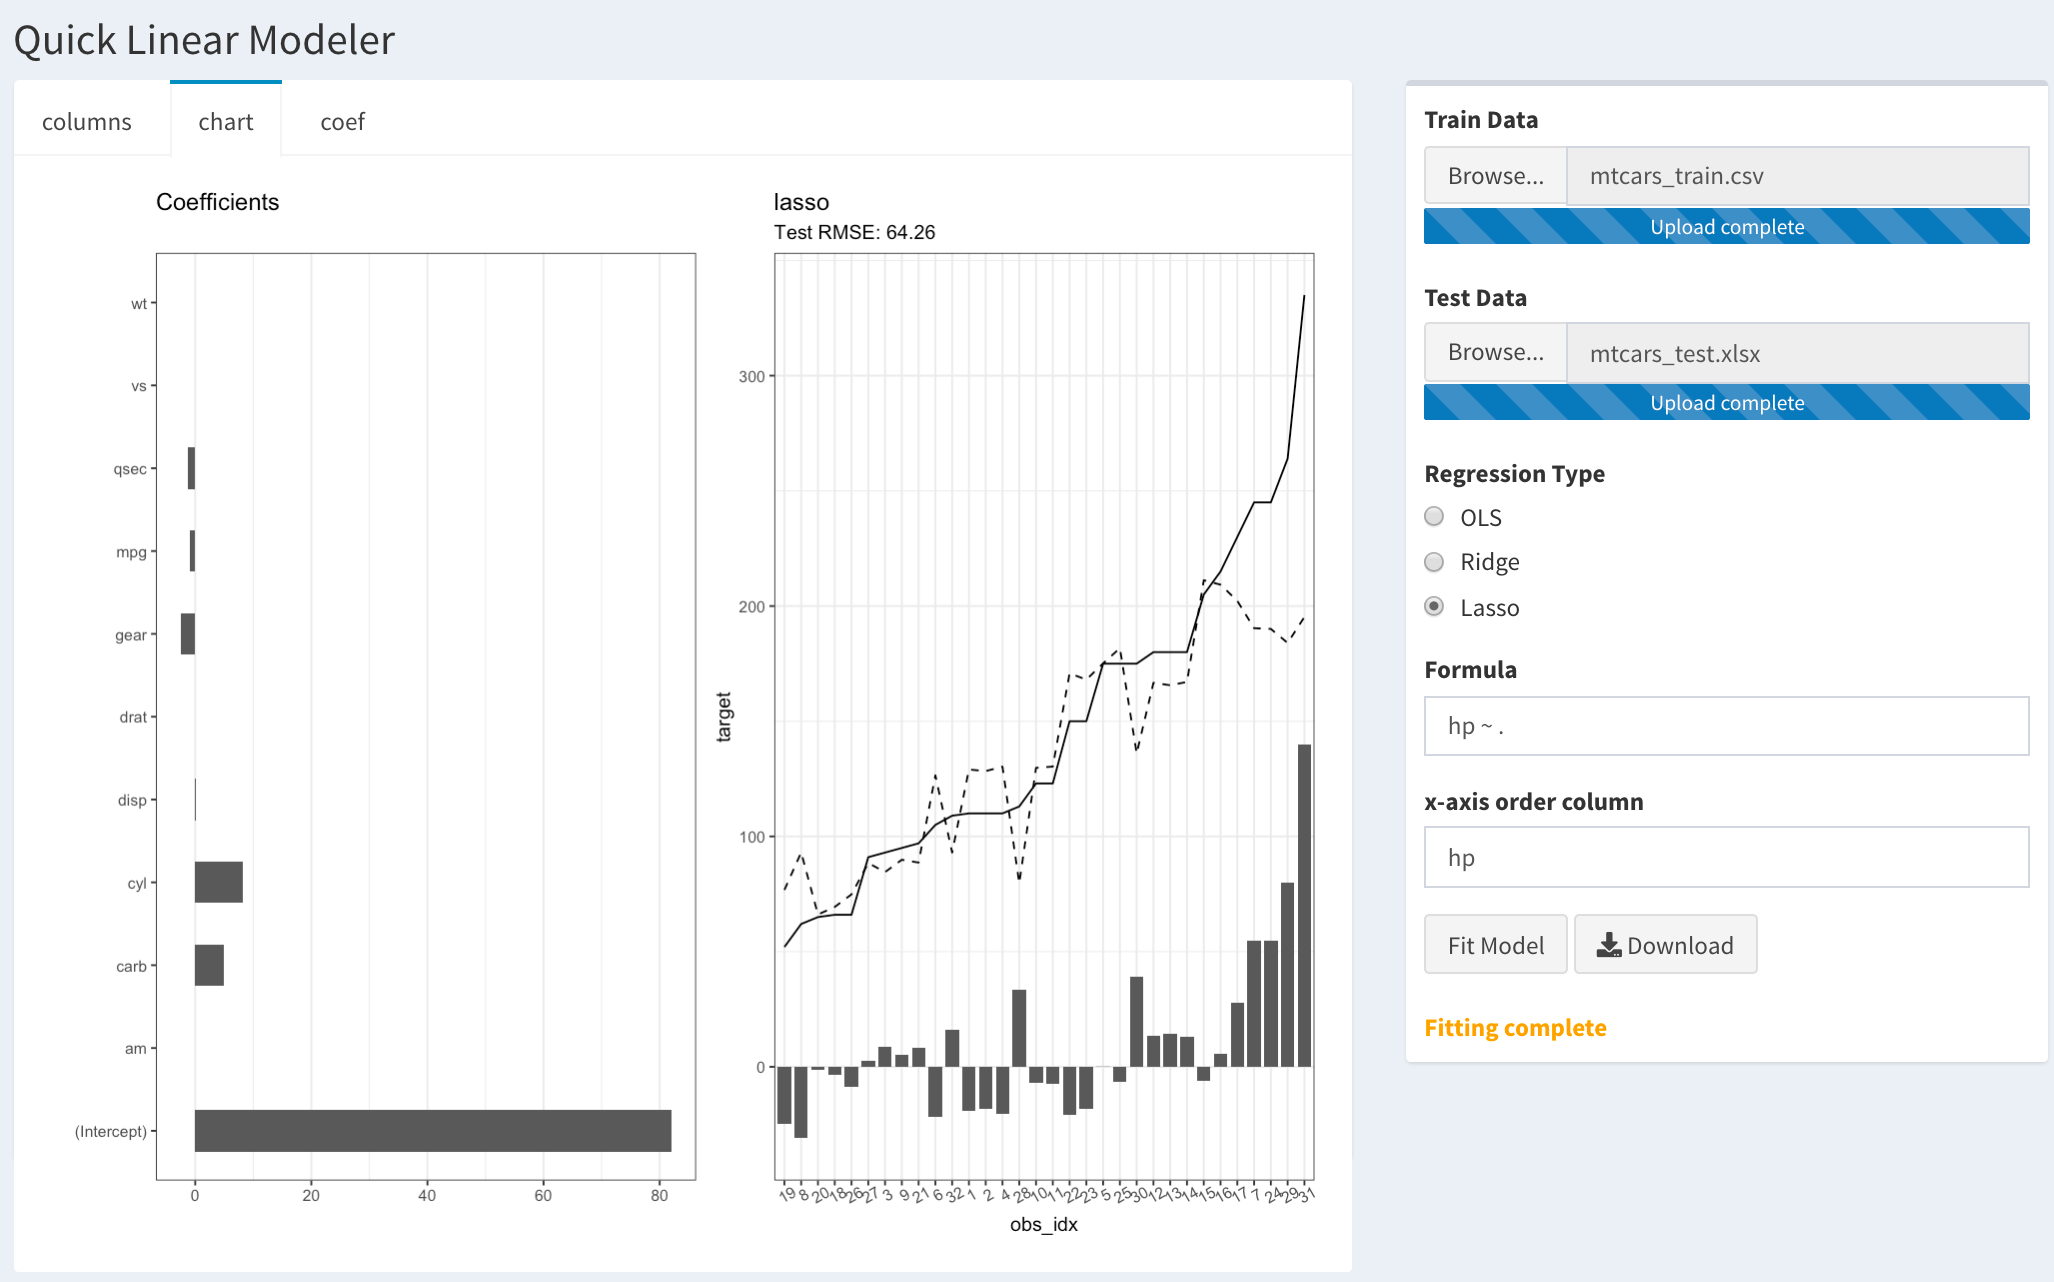 Quick Linear Modeler
columns
chart
coef
Coefficients
wt
vs
qsec
mpg
gear
drat
disp
cyl
carb
am
(Intercept)
0 20 40 60 80
lasso
Test RMSE: 64.26
target
300
200
100
0
19 8 20 18 26 27 3 9 21 6 32 1 2 4 28 10 11 22 23 5 25 30 12 13 14 15 16 17 7 24 29 31
obs_idx
Train Data
Browse... mtcars_train.csv
Upload complete
Test Data
Browse... mtcars_test.xlsx
Upload complete
Regression Type
OLS
Ridge
Lasso
Formula
hp ~ .
x-axis order column
hp
Fit Model
Download
Fitting complete